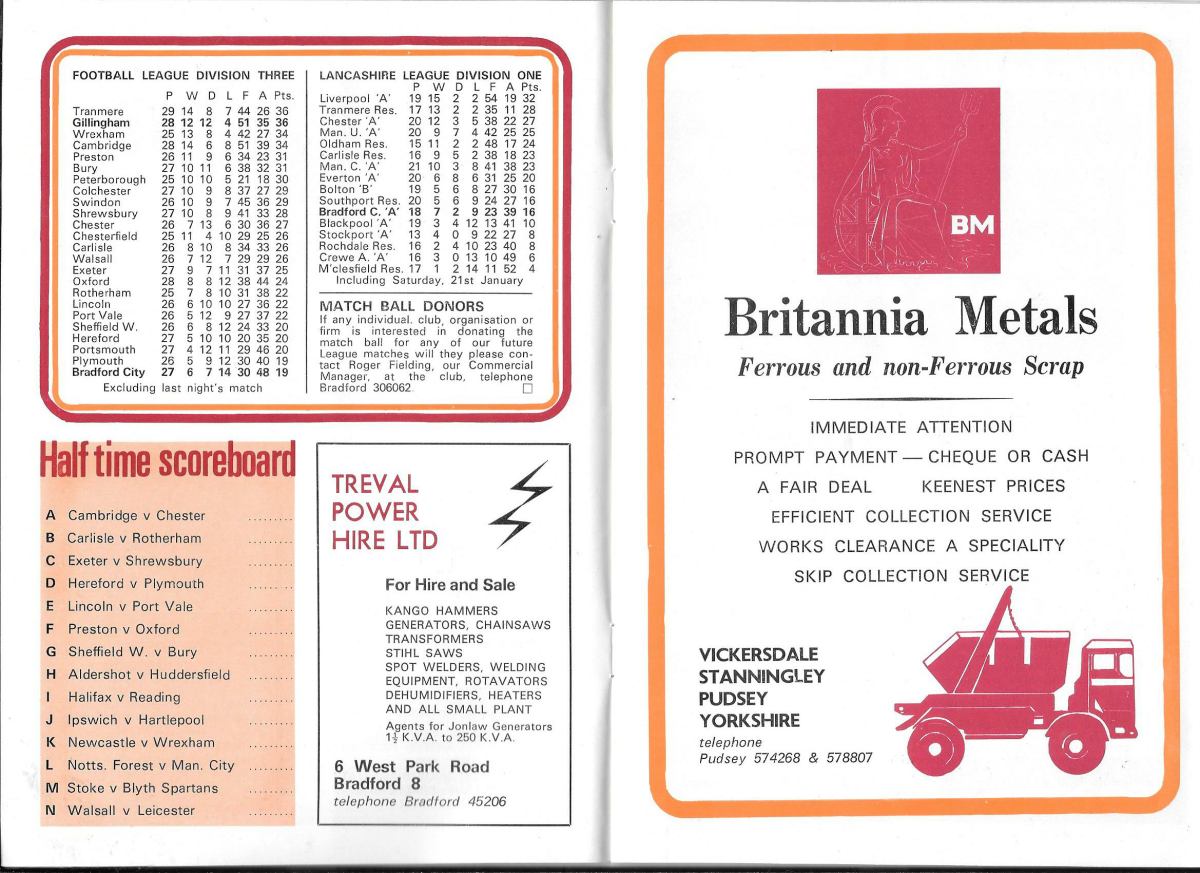 FOOTBALL LEAGUE DIVISION THREE
P W D L F A Pts.
Tranmere 29 14 8 7 44 26 36
Gillingham 28 12 12 4 51 35 36
Wrexham 25 13 8 4 42 27 34
Cambridge 28 14 6 8 51 39 34
Preston 26 11 9 6 34 23 31
Bury 27 10 11 6 38 32 31
Peterborough 25 10 10 5 21 18 30
Colchester 27 10 9 8 37 27 29
Swindon 26 10 9 7 45 36 29
Shrewsbury 27 10 8 9 41 33 28
Chester 26 7 13 6 30 36 27
Chesterfield 25 11 4 10 29 25 26
Carlisle 26 8 10 8 34 33 26
Walsall 26 7 12 7 29 29 26
Exeter 27 9 7 11 31 37 25
Oxford 28 8 8 12 38 44 24
Rotherham 25 7 8 10 31 38 22
Lincoln 26 6 10 10 27 36 22
Port Vale 26 5 12 9 27 37 22
Sheffield W. 26 6 8 12 24 33 20
Hereford 27 5 10 10 20 35 20
Portsmouth 27 4 12 11 29 46 20
Plymouth 26 5 9 12 30 40 19
Bradford City 27 6 7 14 30 48 19
Excluding last night's match
LANCASHIRE LEAGUE DIVISION ONE
P W D L F A Pts.
Liverpool 'A' 19 15 2 2 54 19 32
Tranmere Res. 17 13 2 2 35 11 28
Chester 'A' 20 12 3 5 38 22 27
Man. U. 'A' 20 9 7 4 42 25 25
Oldham Res. 15 11 2 2 48 17 24
Carlisle Res. 16 9 5 2 38 18 23
Man. C. 'A' 21 10 3 8 41 38 23
Everton 'A' 20 6 8 6 31 25 20
Bolton 'B' 19 5 6 8 27 30 16
Southport Res. 20 5 6 9 24 27 16
Bradford C. 'A' 18 7 2 9 23 39 16
Blackpool 'A' 19 3 4 12 13 41 10
Stockport 'A' 13 4 0 9 22 27 8
Rochdale Res. 16 2 4 10 23 40 8
Crewe A. 'A' 16 3 0 13 10 49 6
M'clesfield Res. 17 1 2 14 11 52 4
Including Saturday, 21st January
MATCH BALL DONORS
If any individual. club, organisation or
firm is interested in donating the
match ball for any of our future
League matches will they please con-
tact Roger Fielding, our Commercial
Manager, at the club, telephone
Bradford 306062.
Half time scoreboard
A Cambridge v Chester .........
B Carlisle v Rotherham .........
C Exeter v Shrewsbury .........
D Hereford v Plymouth .........
E Lincoln v Port Vale .........
F Preston v Oxford .........
G Sheffield W. v Bury .........
H Aldershot v Huddersfield .........
I Halifax v Reading .........
J Ipswich v Hartlepool .........
K Newcastle v Wrexham .........
L Notts. Forest v Man. City .........
M Stoke v Blyth Spartans .........
N Walsall v Leicester .........
TREVAL
POWER
HIRE LTD
For Hire and Sale
KANGO HAMMERS
GENERATORS, CHAINSAWS
TRANSFORMERS
STIHL SAWS
SPOT WELDERS, WELDING
EQUIPMENT, ROTAVATORS
DEHUMIDIFIERS, HEATERS
AND ALL SMALL PLANT
Agents for Jonlaw Generators
1½ K.V.A. to 250 K.V.A.
6 West Park Road
Bradford 8
telephone Bradford 45206
BM
Britannia Metals
Ferrous and non-Ferrous Scrap
IMMEDIATE ATTENTION
PROMPT PAYMENT — CHEQUE OR CASH
A FAIR DEAL KEENEST PRICES
EFFICIENT COLLECTION SERVICE
WORKS CLEARANCE A SPECIALITY
SKIP COLLECTION SERVICE
VICKERSDALE
STANNINGLEY
PUDSEY
YORKSHIRE
telephone
Pudsey 574268 & 578807